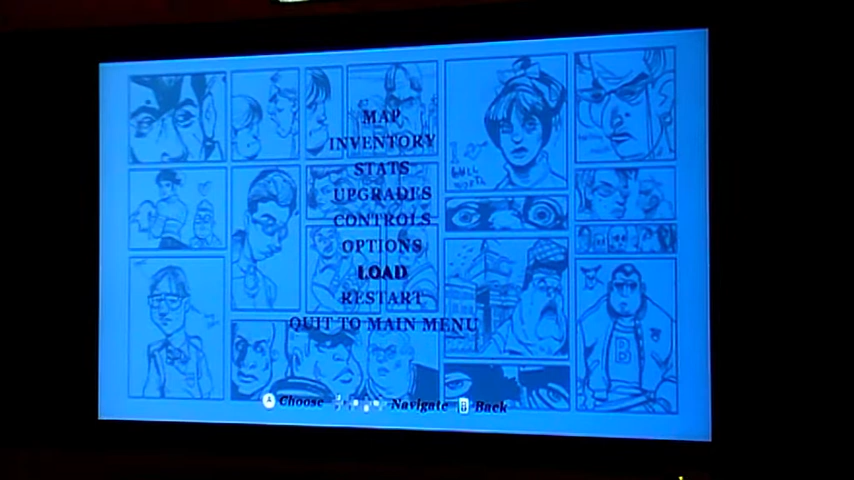 MAP
INVENTORY
STATS
UPGRADES
CONTROLS
OPTIONS
LOAD
RESTART
QUIT TO MAIN MENU
A Choose Navigate B Back
B